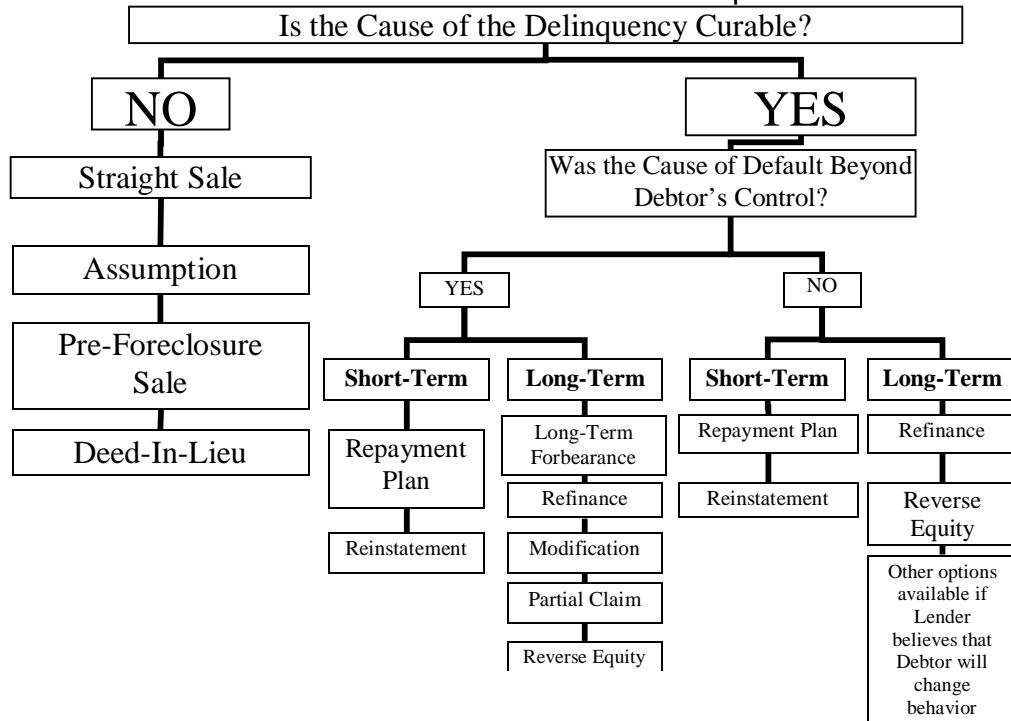 Is the Cause of the Delinquency Curable?
NO
YES
Straight Sale
Was the Cause of Default Beyond
Debtor’s Control?
Assumption
YES
NO
Pre-Foreclosure
Sale
Short-Term
Long-Term
Short-Term
Long-Term
Deed-In-Lieu
Repayment
Plan
Long-Term
Forbearance
Repayment Plan
Refinance
Reinstatement
Refinance
Reinstatement
Reverse
Equity
Modification
Partial Claim
Reverse Equity
Other options
available if
Lender
believes that
Debtor will
change
behavior